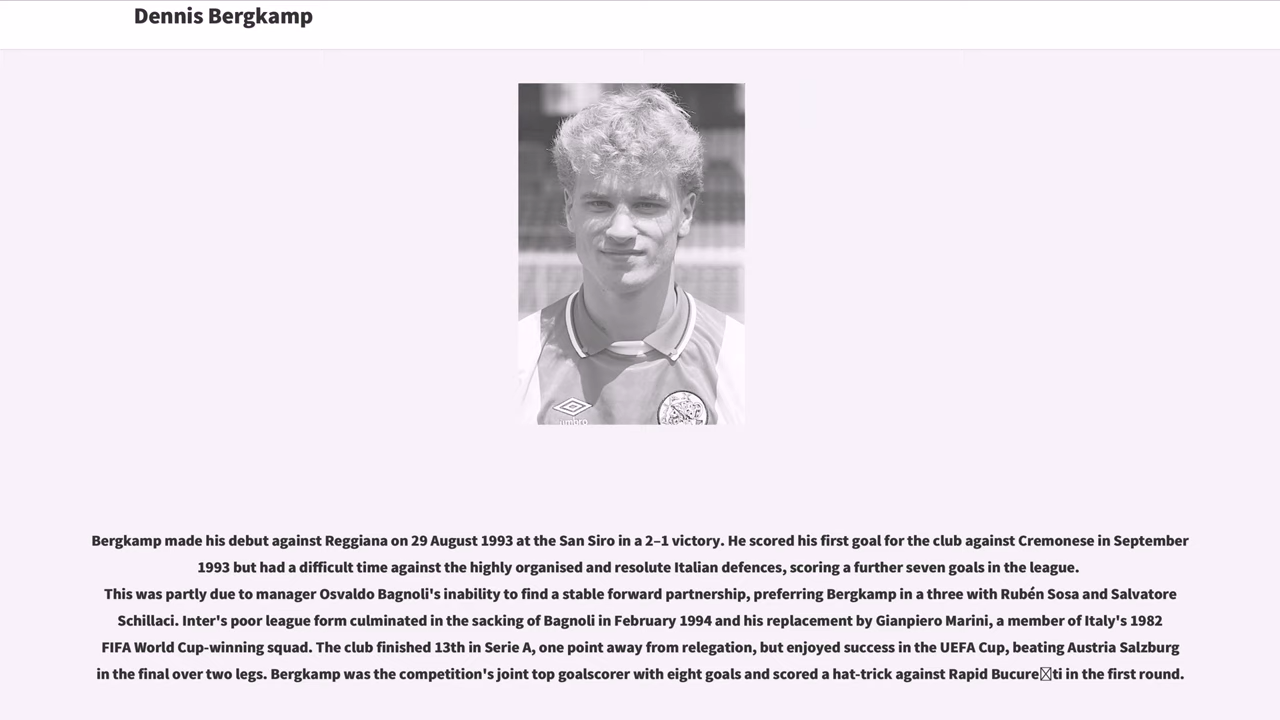 Dennis Bergkamp
umbro
Bergkamp made his debut against Reggiana on 29 August 1993 at the San Siro in a 2–1 victory. He scored his first goal for the club against Cremonese in September
1993 but had a difficult time against the highly organised and resolute Italian defences, scoring a further seven goals in the league.
This was partly due to manager Osvaldo Bagnoli's inability to find a stable forward partnership, preferring Bergkamp in a three with Rubén Sosa and Salvatore
Schillaci. Inter's poor league form culminated in the sacking of Bagnoli in February 1994 and his replacement by Gianpiero Marini, a member of Italy's 1982
FIFA World Cup-winning squad. The club finished 13th in Serie A, one point away from relegation, but enjoyed success in the UEFA Cup, beating Austria Salzburg
in the final over two legs. Bergkamp was the competition's joint top goalscorer with eight goals and scored a hat-trick against Rapid Bucure□ti in the first round.